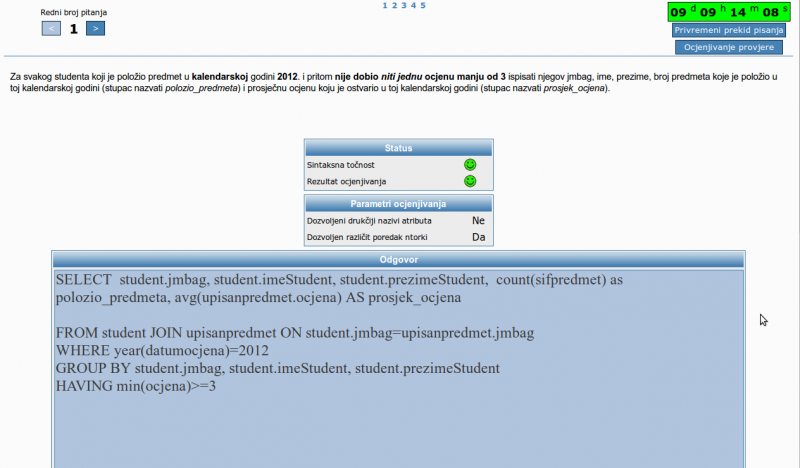 Redni broj pitanja
< 1 >
1 2 3 4 5
09 d 09 h 14 m 08 s
Privremeni prekid pisanja
Ocjenjivanje provjere
Za svakog studenta koji je položio predmet u kalendarskoj godini 2012. i pritom nije dobio niti jednu ocjenu manju od 3 ispisati njegov jmbag, ime, prezime, broj predmeta koje je položio u
toj kalendarskoj godini (stupac nazvati polozio_predmeta) i prosječnu ocjenu koju je ostvario u toj kalendarskoj godini (stupac nazvati prosjek_ocjena).
Status
Sintaksna točnost
Rezultat ocjenjivanja
Parametri ocjenjivanja
Dozvoljeni drukčiji nazivi atributa Ne
Dozvoljen različit poredak ntorki Da
Odgovor
SELECT student.jmbag, student.imeStudent, student.prezimeStudent, count(sifpredmet) as
polozio_predmeta, avg(upisanpredmet.ocjena) AS prosjek_ocjena
FROM student JOIN upisanpredmet ON student.jmbag=upisanpredmet.jmbag
WHERE year(datumocjena)=2012
GROUP BY student.jmbag, student.imeStudent, student.prezimeStudent
HAVING min(ocjena)>=3